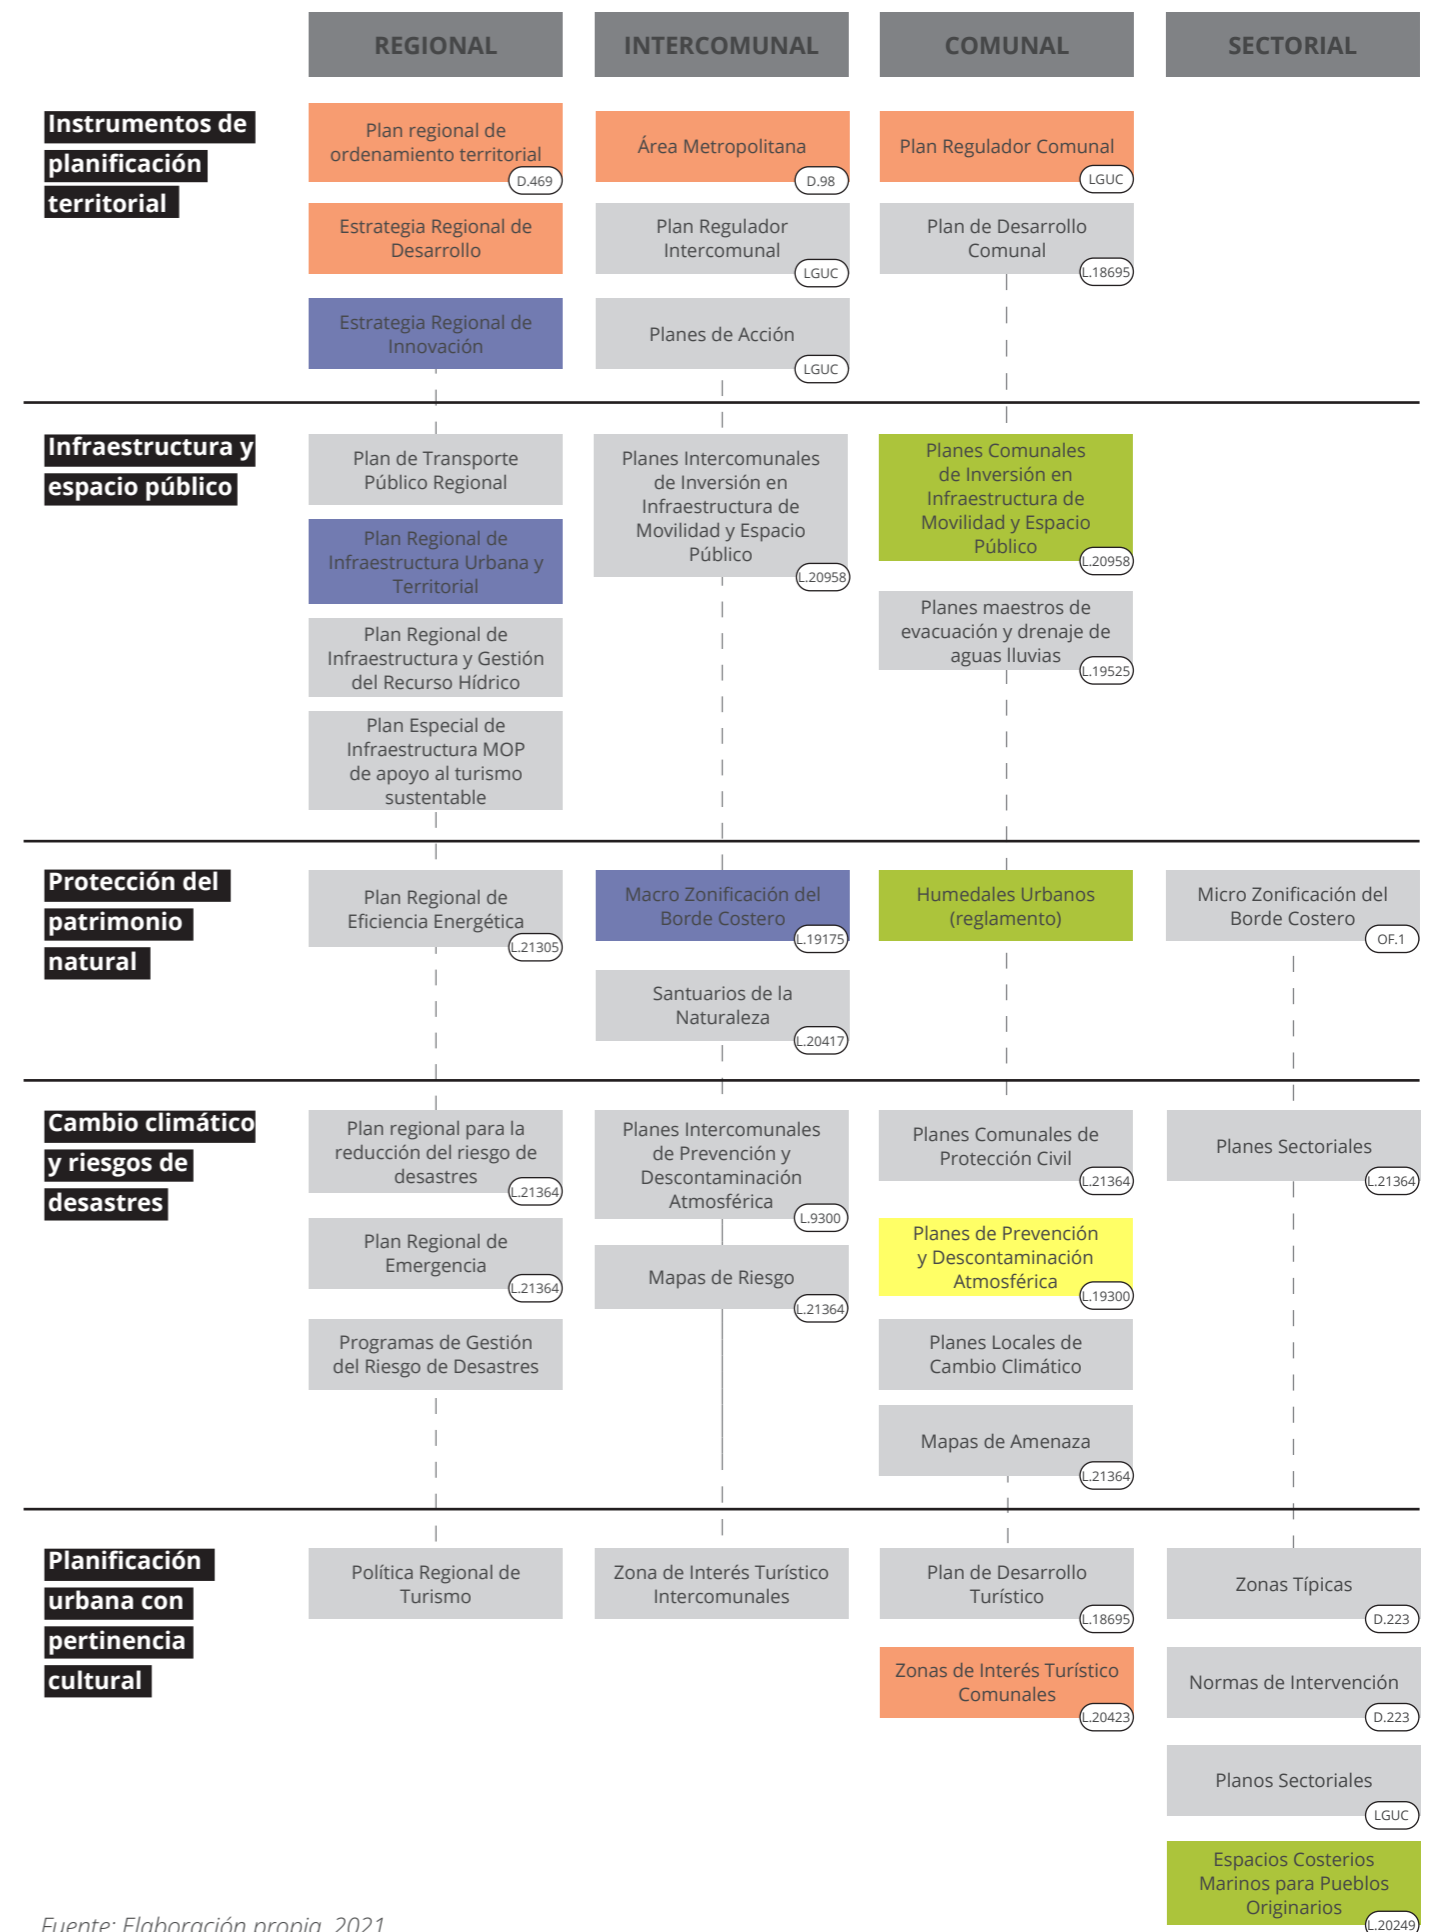 REGIONAL
INTERCOMUNAL
COMUNAL
SECTORIAL
Instrumentos de
planificación
territorial
Plan regional de
ordenamiento territorial
D.469
Estrategia Regional de
Desarrollo
Estrategia Regional de
Innovación
Área Metropolitana
D.98
Plan Regulador
Intercomunal
LGUC
Planes de Acción
LGUC
Plan Regulador Comunal
LGUC
Plan de Desarrollo
Comunal
L.18695
Infraestructura y
espacio público
Plan de Transporte
Público Regional
Plan Regional de
Infraestructura Urbana y
Territorial
Plan Regional de
Infraestructura y Gestión
del Recurso Hídrico
Plan Especial de
Infraestructura MOP
de apoyo al turismo
sustentable
Planes Intercomunales
de Inversión en
Infraestructura de
Movilidad y Espacio
Público
L.20958
Planes Comunales
de Inversión en
Infraestructura de
Movilidad y Espacio
Público
L.20958
Planes maestros de
evacuación y drenaje de
aguas lluvias
L.19525
Protección del
patrimonio
natural
Plan Regional de
Eficiencia Energética
L.21305
Macro Zonificación del
Borde Costero
L.19175
Santuarios de la
Naturaleza
L.20417
Humedales Urbanos
(reglamento)
Micro Zonificación del
Borde Costero
OF.1
Cambio climático
y riesgos de
desastres
Plan regional para la
reducción del riesgo de
desastres
L.21364
Plan Regional de
Emergencia
L.21364
Programas de Gestión
del Riesgo de Desastres
Planes Intercomunales
de Prevención y
Descontaminación
Atmosférica
L.9300
Mapas de Riesgo
L.21364
Planes Comunales de
Protección Civil
L.21364
Planes de Prevención
y Descontaminación
Atmosférica
L.19300
Planes Locales de
Cambio Climático
Mapas de Amenaza
L.21364
Planes Sectoriales
L.21364
Planificación
urbana con
pertinencia
cultural
Política Regional de
Turismo
Zona de Interés Turístico
Intercomunales
Plan de Desarrollo
Turístico
L.18695
Zonas de Interés Turístico
Comunales
L.20423
Zonas Típicas
D.223
Normas de Intervención
D.223
Planos Sectoriales
LGUC
Espacios Costerios
Marinos para Pueblos
Originarios
L.20249
Fuente: Elaboración propia, 2021